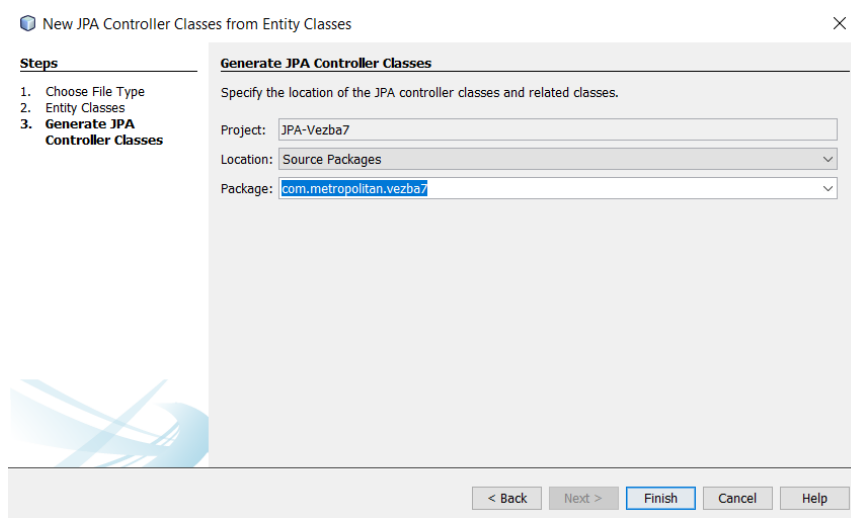 New JPA Controller Classes from Entity Classes
Steps
1. Choose File Type
2. Entity Classes
3. Generate JPA
Controller Classes
Generate JPA Controller Classes
Specify the location of the JPA controller classes and related classes.
Project: JPA-Vezba7
Location: Source Packages
Package: com.metropolitan.vezba7
< Back Next > Finish Cancel Help